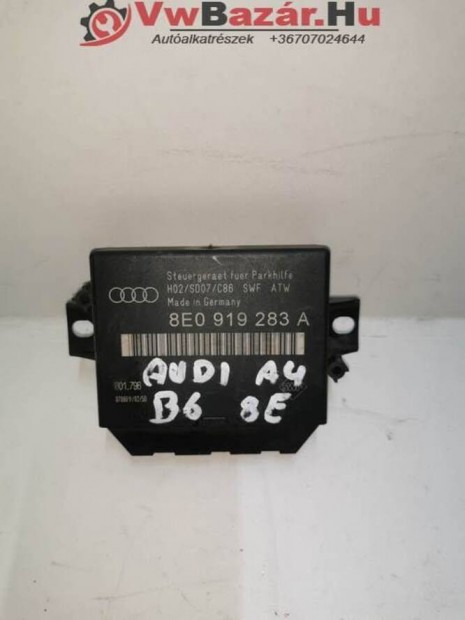 VwBazár.Hu
Autóalkatrészek +36707024644
Steuergeraet fuer Parkhilfe
H02/SD07/C86 SWF ATW
Made in Germany
8E0 919 283 A
AUDI A4
B6 8E